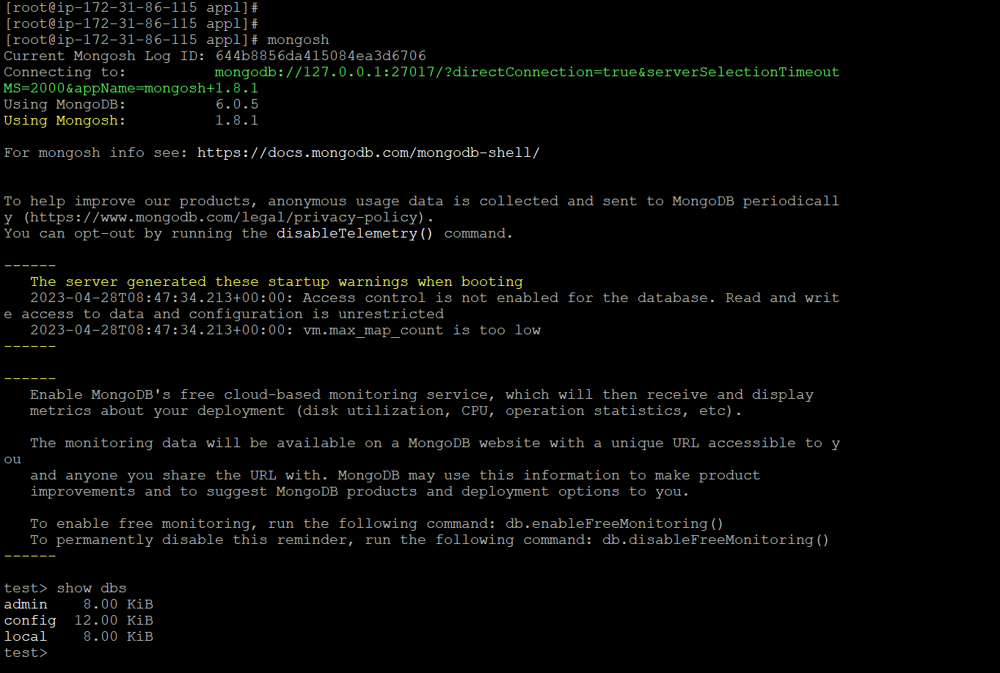 [root@ip-172-31-86-115 appl]#
[root@ip-172-31-86-115 appl]#
[root@ip-172-31-86-115 appl]# mongosh
Current Mongosh Log ID: 644b8856da415084ea3d6706
Connecting to:          mongodb://127.0.0.1:27017/?directConnection=true&serverSelectionTimeout
MS=2000&appName=mongosh+1.8.1
Using MongoDB:          6.0.5
Using Mongosh:          1.8.1
For mongosh info see: https://docs.mongodb.com/mongodb-shell/
To help improve our products, anonymous usage data is collected and sent to MongoDB periodicall
y (https://www.mongodb.com/legal/privacy-policy).
You can opt-out by running the disableTelemetry() command.
------
   The server generated these startup warnings when booting
   2023-04-28T08:47:34.213+00:00: Access control is not enabled for the database. Read and writ
e access to data and configuration is unrestricted
   2023-04-28T08:47:34.213+00:00: vm.max_map_count is too low
------
------
   Enable MongoDB's free cloud-based monitoring service, which will then receive and display
   metrics about your deployment (disk utilization, CPU, operation statistics, etc).
   The monitoring data will be available on a MongoDB website with a unique URL accessible to y
ou
   and anyone you share the URL with. MongoDB may use this information to make product
   improvements and to suggest MongoDB products and deployment options to you.
   To enable free monitoring, run the following command: db.enableFreeMonitoring()
   To permanently disable this reminder, run the following command: db.disableFreeMonitoring()
------
test> show dbs
admin    8.00 KiB
config  12.00 KiB
local    8.00 KiB
test>